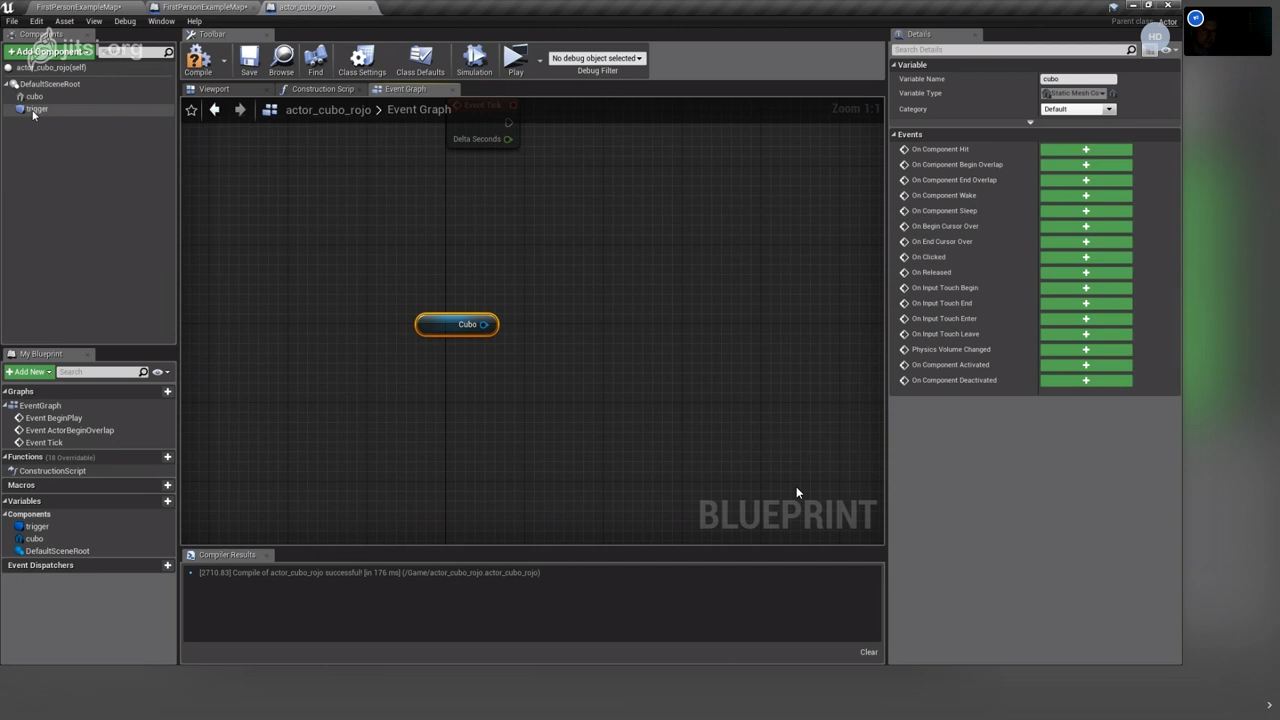 FirstPersonExampleMap*
FirstPersonExampleMap*
actor_cubo_rojo*
File
Edit
Asset
View
Debug
Window
Help
Parent class: Actor
Components
jitsi.org
+ Add Component
actor_cubo_rojo(self)
DefaultSceneRoot
cubo
trigger
Toolbar
Compile
Save
Browse
Find
Class Settings
Class Defaults
Play
No debug object selected
Debug Filter
Viewport
Construction Scrip
Event Graph
actor_cubo_rojo > Event Graph
Zoom 1:1
Event Tick
Delta Seconds
Cubo
BLUEPRINT
My Blueprint
+ Add New
Search
Graphs
EventGraph
Event BeginPlay
Event ActorBeginOverlap
Event Tick
Functions (18 Overridable)
ConstructionScript
Macros
Variables
Components
trigger
cubo
DefaultSceneRoot
Event Dispatchers
Compiler Results
[2710.83] Compile of actor_cubo_rojo successful! [in 176 ms] (/Game/actor_cubo_rojo.actor_cubo_rojo)
Clear
Details
HD
Search Details
Variable
Variable Name
cubo
Variable Type
Static Mesh Co
Category
Default
Events
On Component Hit
On Component Begin Overlap
On Component End Overlap
On Component Wake
On Component Sleep
On Begin Cursor Over
On End Cursor Over
On Clicked
On Released
On Input Touch Begin
On Input Touch End
On Input Touch Enter
On Input Touch Leave
Physics Volume Changed
On Component Activated
On Component Deactivated